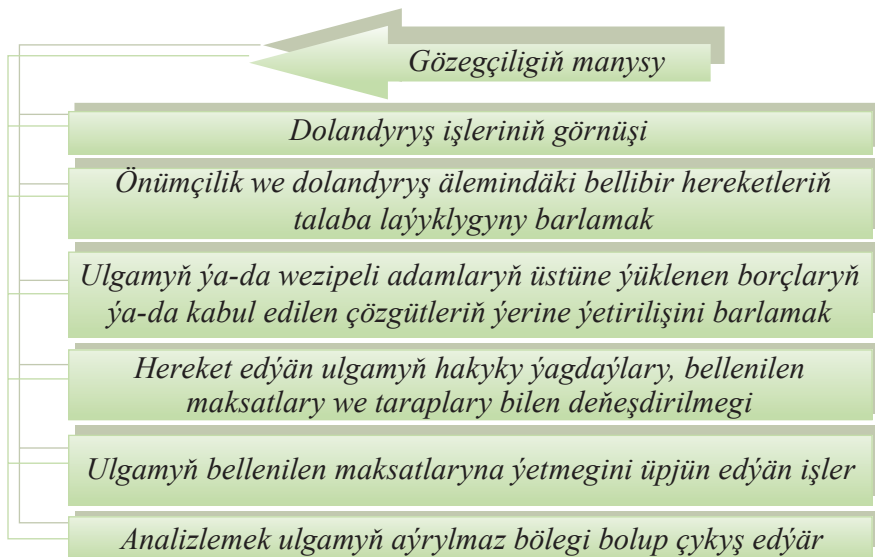 Gözegçiligiň manysy
Dolandyryş işleriniň görnüşi
Önümçilik we dolandyryş älemindäki bellibir hereketleriň
talaba laýyklygyny barlamak
Ulgamyň ýa-da wezipeli adamlaryň üstüne ýüklenen borçlaryň
ýa-da kabul edilen çözgütleriň ýerine ýetirilişini barlamak
Hereket edýän ulgamyň hakyky ýagdaýlary, bellenilen
maksatlary we taraplary bilen deňeşdirilmegi
Ulgamyň bellenilen maksatlaryna ýetmegini üpjün edýän işler
Analizlemek ulgamyň aýrylmaz bölegi bolup çykyş edýär